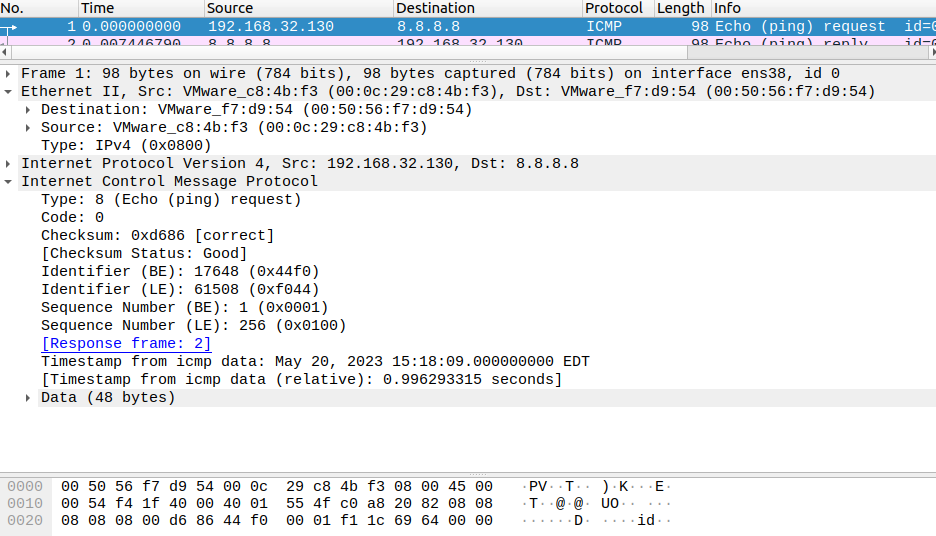 No. Time Source Destination Protocol Length Info
1 0.000000000 192.168.32.130 8.8.8.8 ICMP 98 Echo (ping) request id=0
2 0.007446790 8.8.8.8 192.168.32.130 ICMP 98 Echo (ping) reply id=0
Frame 1: 98 bytes on wire (784 bits), 98 bytes captured (784 bits) on interface ens38, id 0
Ethernet II, Src: VMware_c8:4b:f3 (00:0c:29:c8:4b:f3), Dst: VMware_f7:d9:54 (00:50:56:f7:d9:54)
Destination: VMware_f7:d9:54 (00:50:56:f7:d9:54)
Source: VMware_c8:4b:f3 (00:0c:29:c8:4b:f3)
Type: IPv4 (0x0800)
Internet Protocol Version 4, Src: 192.168.32.130, Dst: 8.8.8.8
Internet Control Message Protocol
Type: 8 (Echo (ping) request)
Code: 0
Checksum: 0xd686 [correct]
[Checksum Status: Good]
Identifier (BE): 17648 (0x44f0)
Identifier (LE): 61508 (0xf044)
Sequence Number (BE): 1 (0x0001)
Sequence Number (LE): 256 (0x0100)
[Response frame: 2]
Timestamp from icmp data: May 20, 2023 15:18:09.000000000 EDT
[Timestamp from icmp data (relative): 0.996293315 seconds]
Data (48 bytes)
0000 00 50 56 f7 d9 54 00 0c 29 c8 4b f3 08 00 45 00 ·PV··T·· )·K···E·
0010 00 54 f4 1f 40 00 40 01 55 4f c0 a8 20 82 08 08 ·T··@·@· UO·· ···
0020 08 08 08 00 d6 86 44 f0 00 01 f1 1c 69 64 00 00 ······D· ····id··